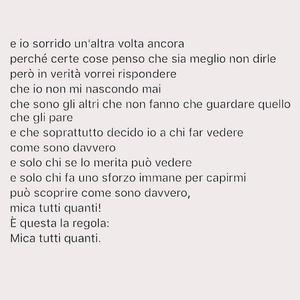 e io sorrido un'altra volta ancora
perché certe cose penso che sia meglio non dirle
però in verità vorrei rispondere
che io non mi nascondo mai
che sono gli altri che non fanno che guardare quello
che gli pare
e che soprattutto decido io a chi far vedere
come sono davvero
e solo chi se lo merita può vedere
e solo chi fa uno sforzo immane per capirmi
può scoprire come sono davvero,
mica tutti quanti!
È questa la regola:
Mica tutti quanti.